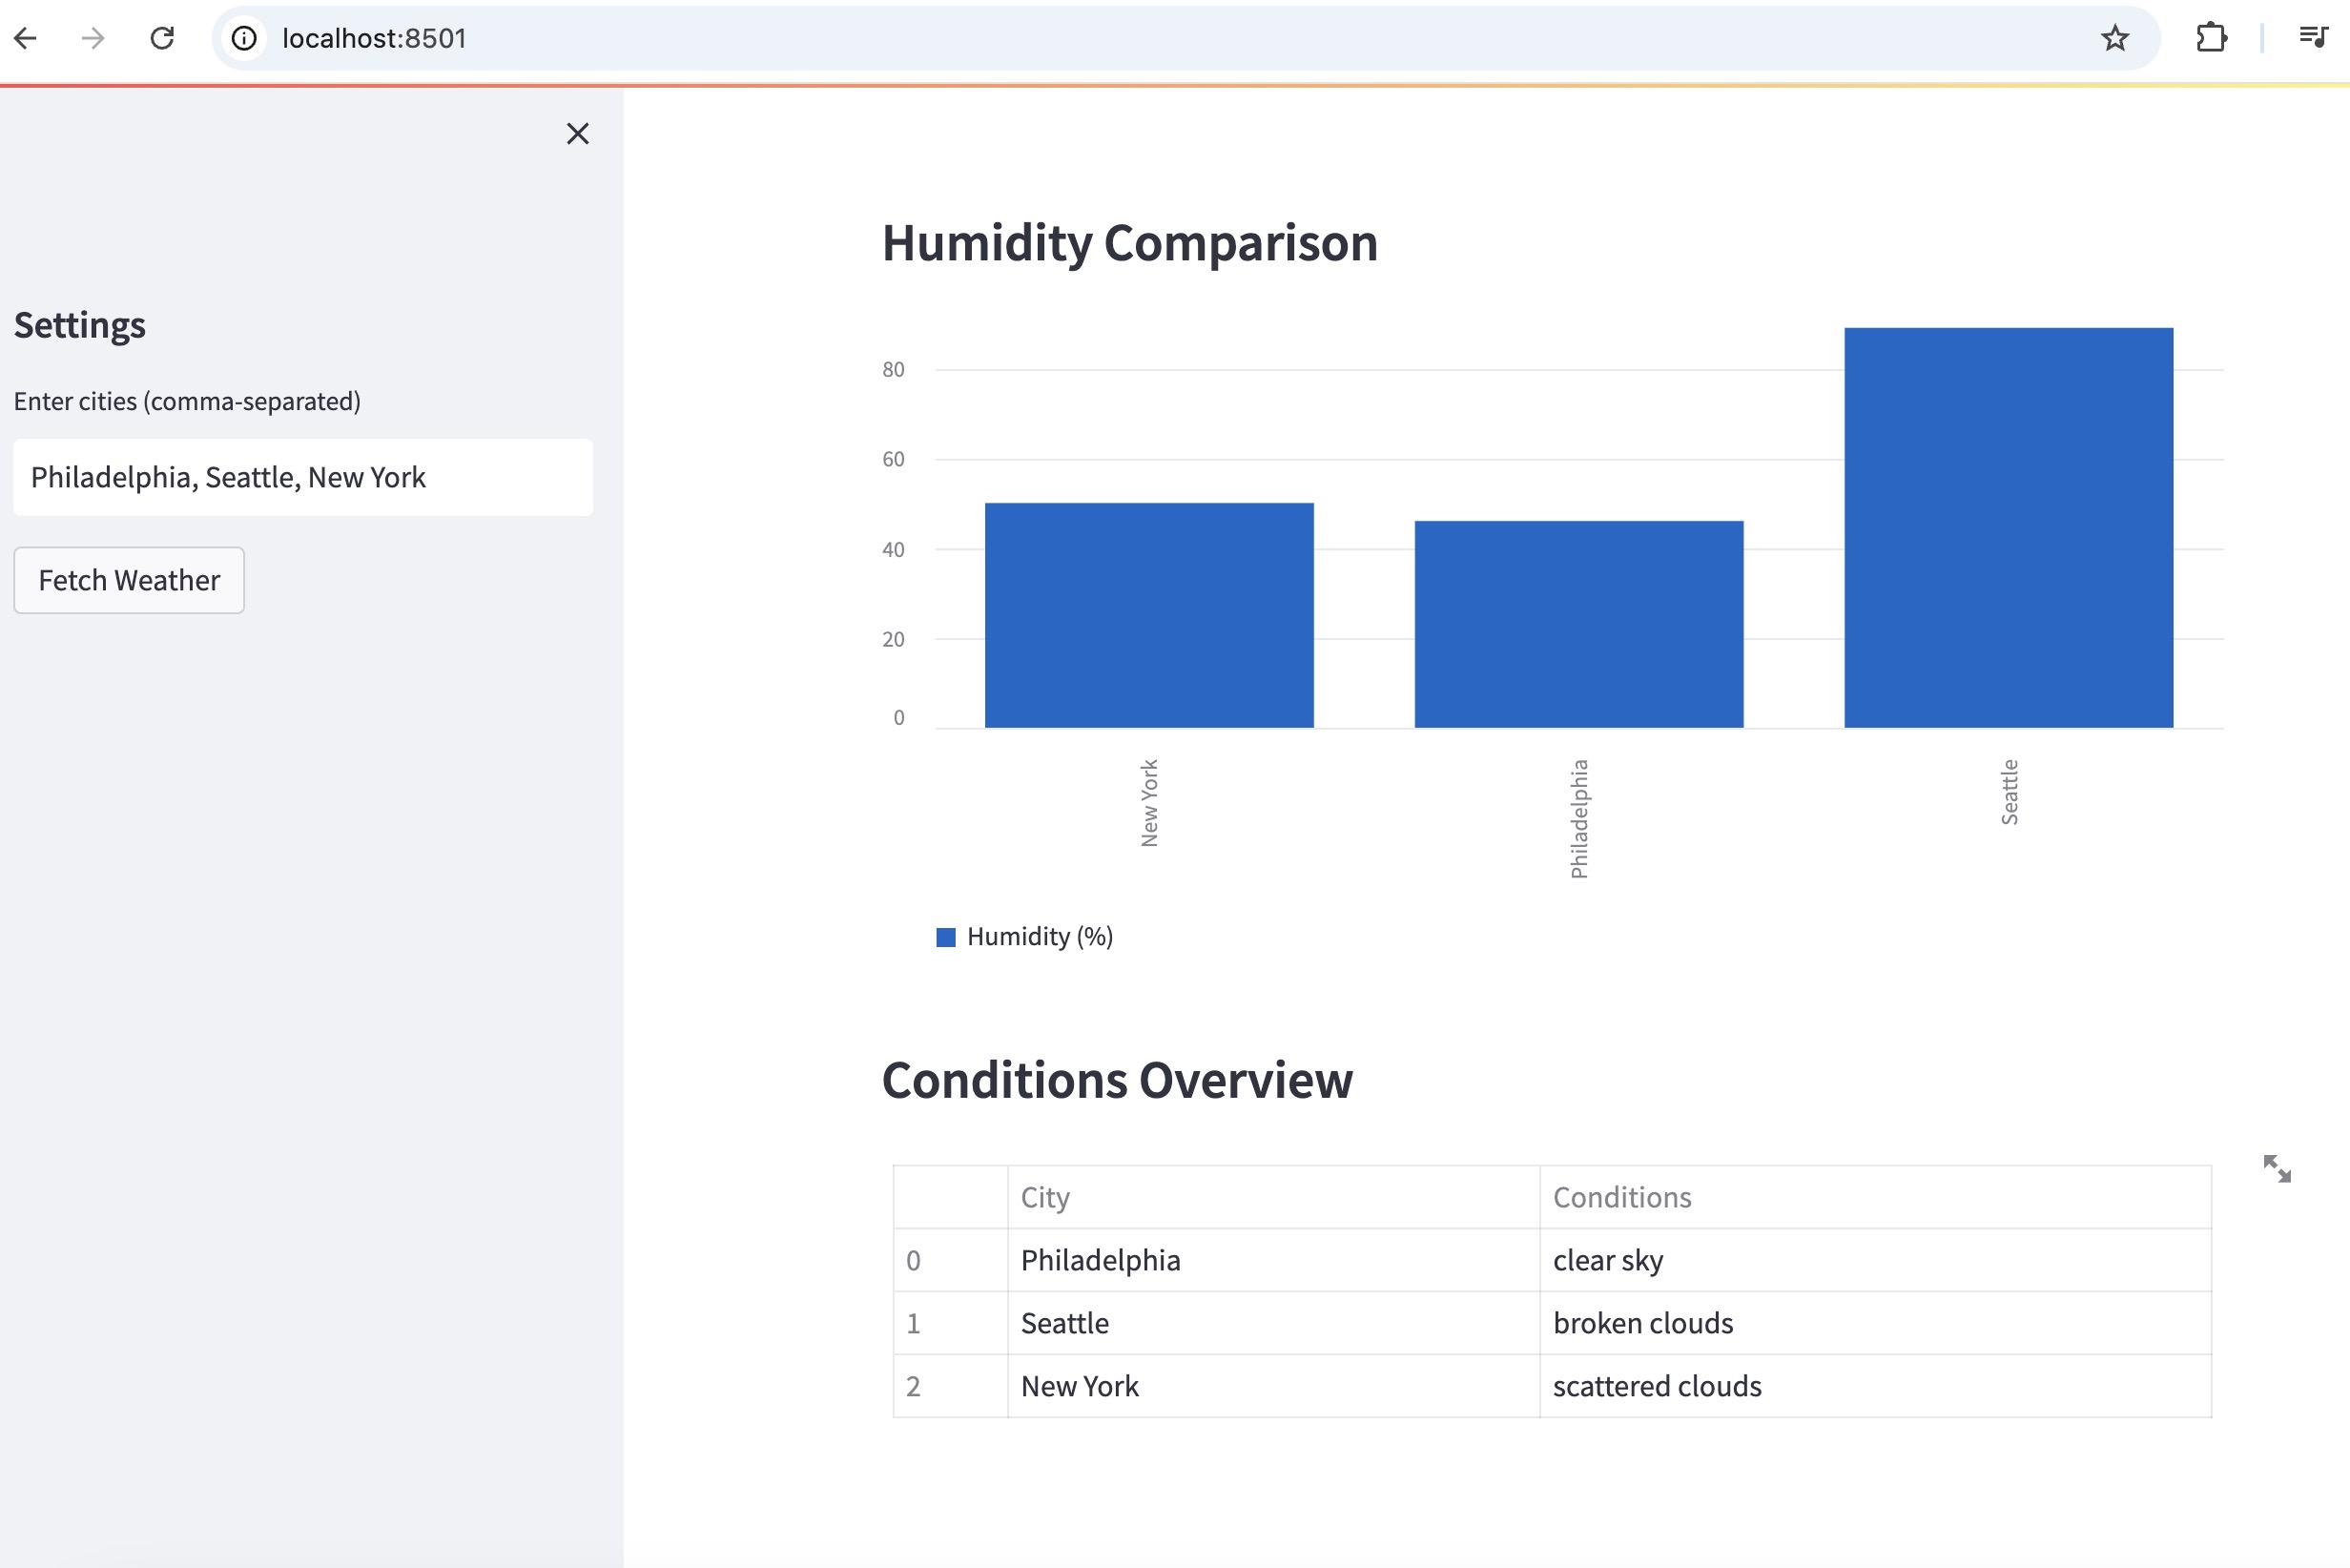 localhost:8501
Settings
Enter cities (comma-separated)
Philadelphia, Seattle, New York
Fetch Weather
Humidity Comparison
80
60
40
20
0
New York
Philadelphia
Seattle
Humidity (%)
Conditions Overview
City Conditions
0 Philadelphia clear sky
1 Seattle broken clouds
2 New York scattered clouds